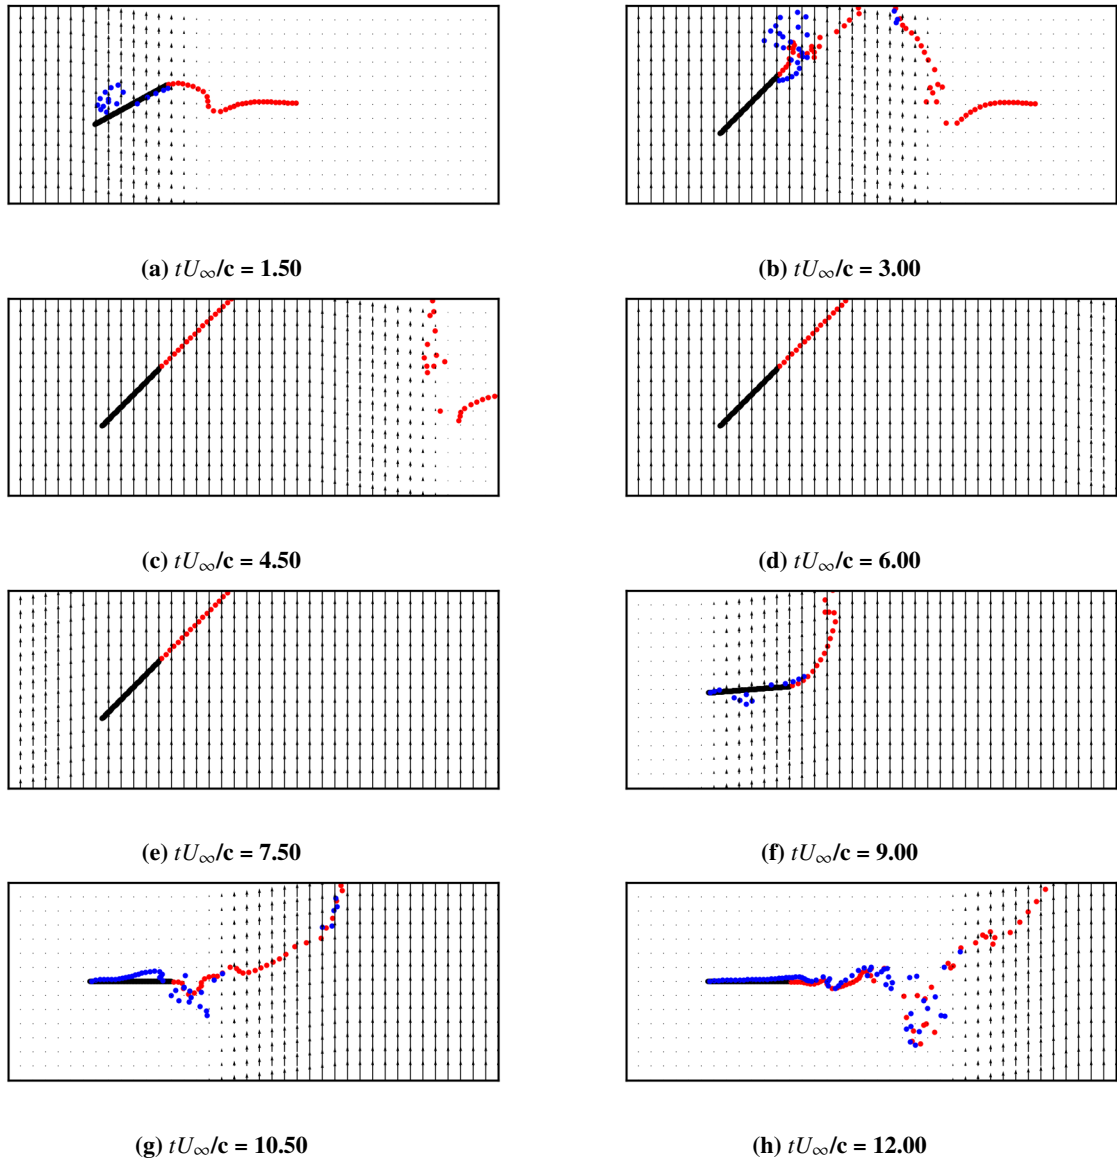 (a) tU∞/c = 1.50
(b) tU∞/c = 3.00
(c) tU∞/c = 4.50
(d) tU∞/c = 6.00
(e) tU∞/c = 7.50
(f) tU∞/c = 9.00
(g) tU∞/c = 10.50
(h) tU∞/c = 12.00